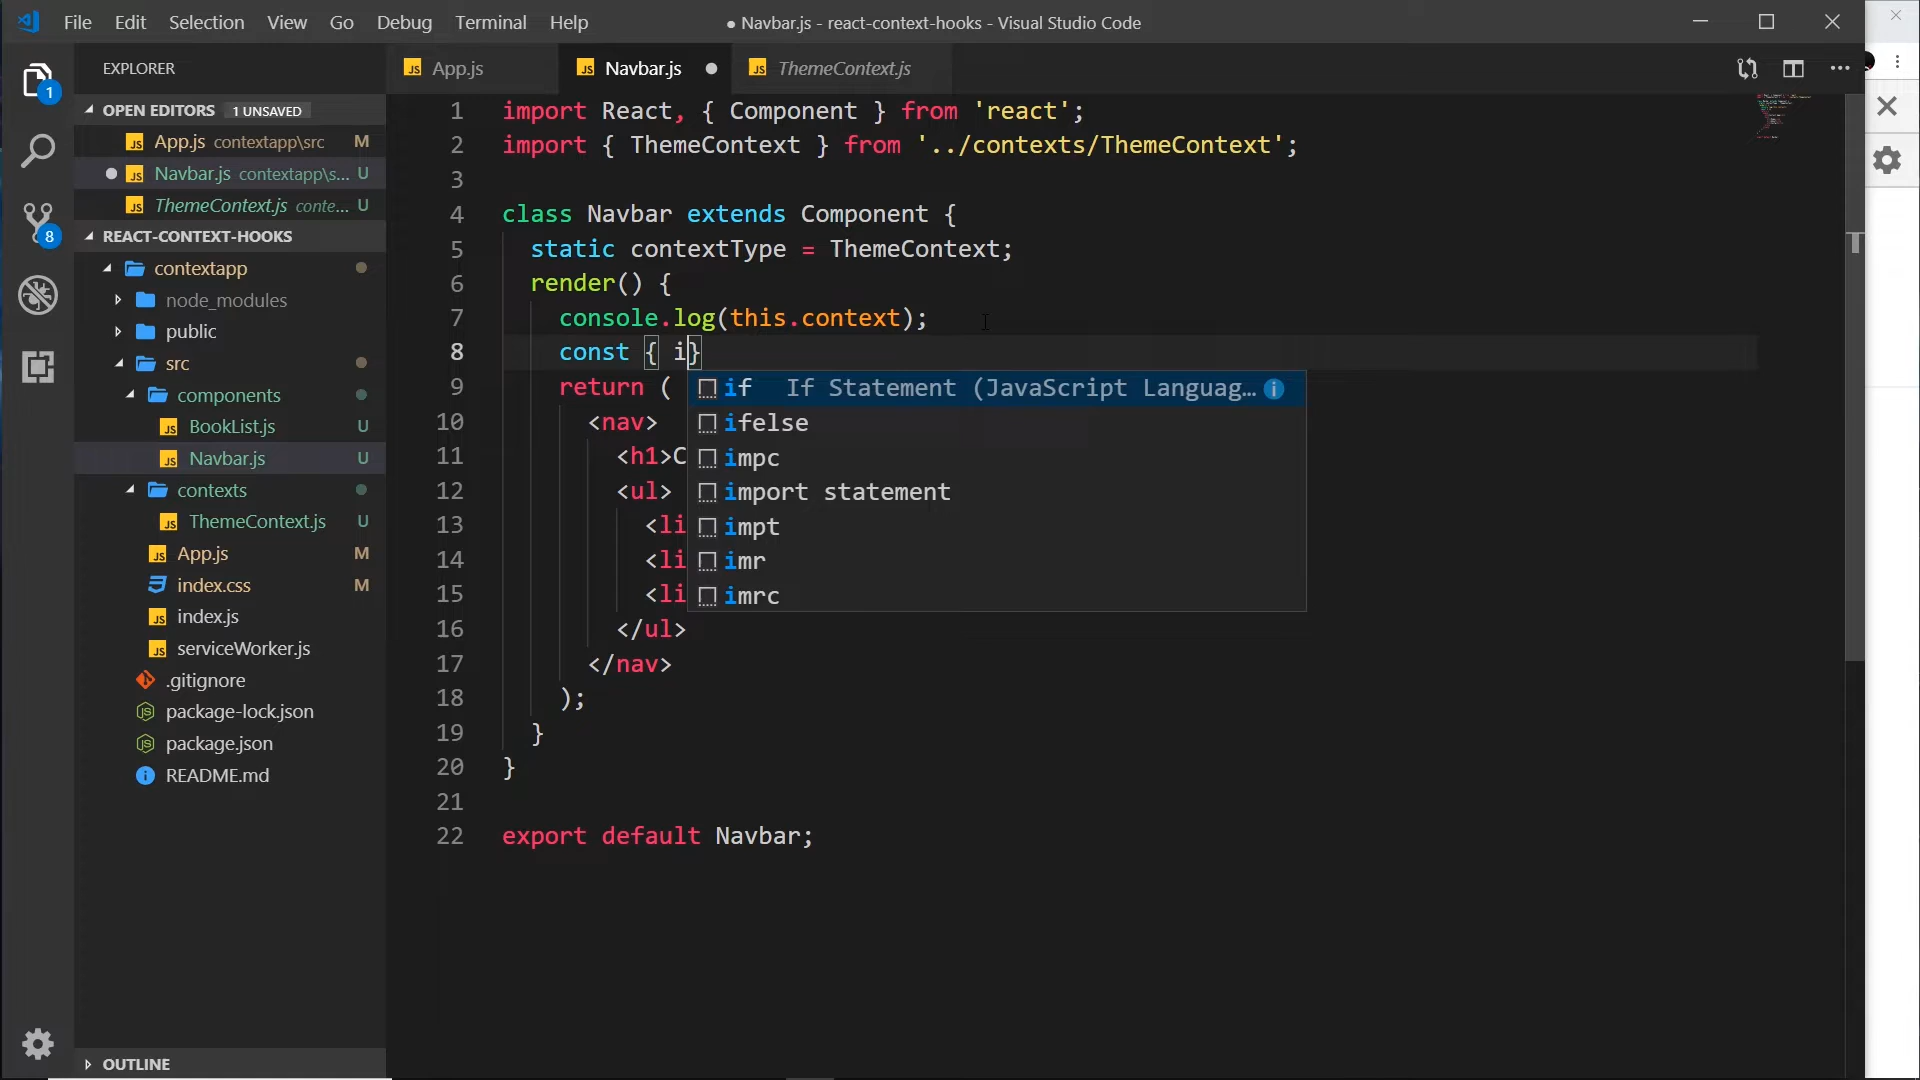 File Edit Selection View Go Debug Terminal Help
● Navbar.js - react-context-hooks - Visual Studio Code
EXPLORER
App.js
Navbar.js
ThemeContext.js
OPEN EDITORS 1 UNSAVED
App.js contextapp\src M
Navbar.js contextapp\s... U
ThemeContext.js conte... U
REACT-CONTEXT-HOOKS
contextapp
node_modules
public
src
components
BookList.js U
Navbar.js U
contexts
ThemeContext.js U
App.js M
index.css M
index.js
serviceWorker.js
.gitignore
package-lock.json
package.json
README.md
OUTLINE
1
8
1 import React, { Component } from 'react';
2 import { ThemeContext } from '../contexts/ThemeContext';
3
4 class Navbar extends Component {
5 static contextType = ThemeContext;
6 render() {
7 console.log(this.context);
8 const { i}
9 return (
10 <nav>
11 <h1>C
12 <ul>
13 <li
14 <li
15 <li
16 </ul>
17 </nav>
18 );
19 }
20 }
21
22 export default Navbar;
if If Statement (JavaScript Languag...
ifelse
impc
import statement
impt
imr
imrc